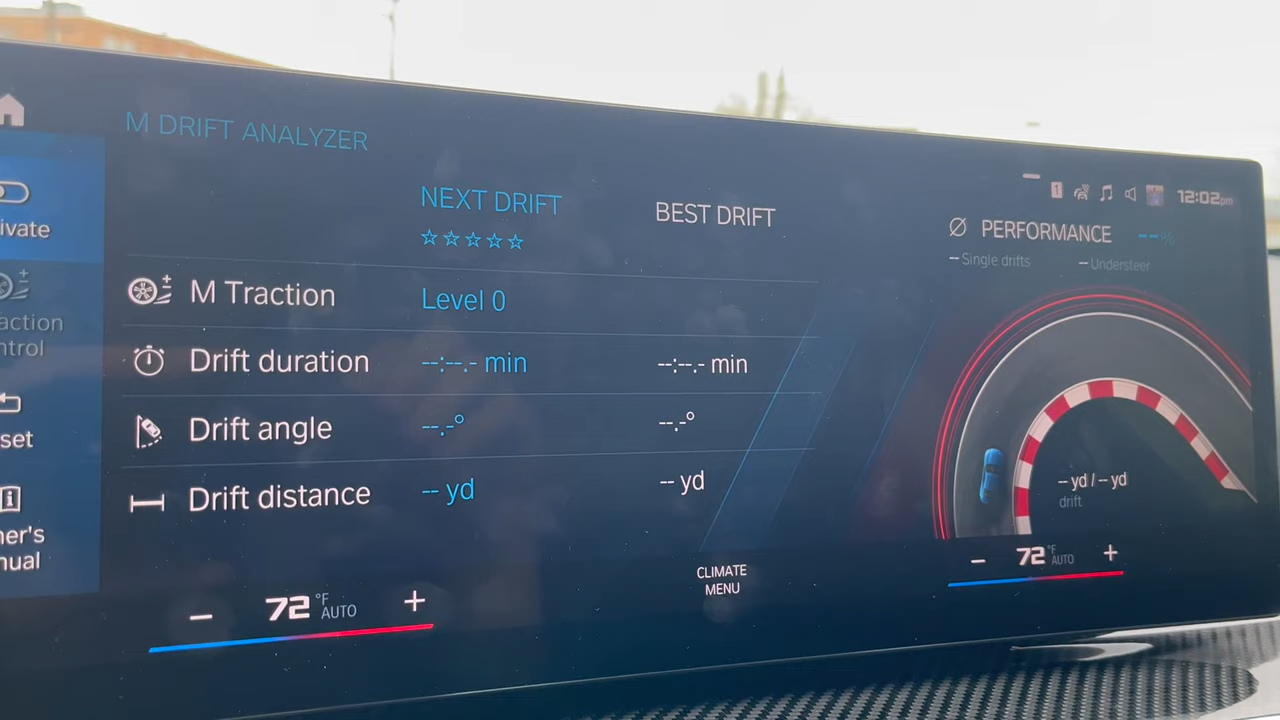 M DRIFT ANALYZER
NEXT DRIFT
BEST DRIFT
M Traction
Level 0
Drift duration
--:--.- min
--:--.- min
Drift angle
--.-°
--.-°
Drift distance
-- yd
-- yd
1
12:02pm
Ø PERFORMANCE --%
-- Single drifts
-- Understeer
-- yd / -- yd
drift
ivate
action
ntrol
set
ner's
nual
− 72 °F AUTO +
CLIMATE
MENU
− 72 °F AUTO +